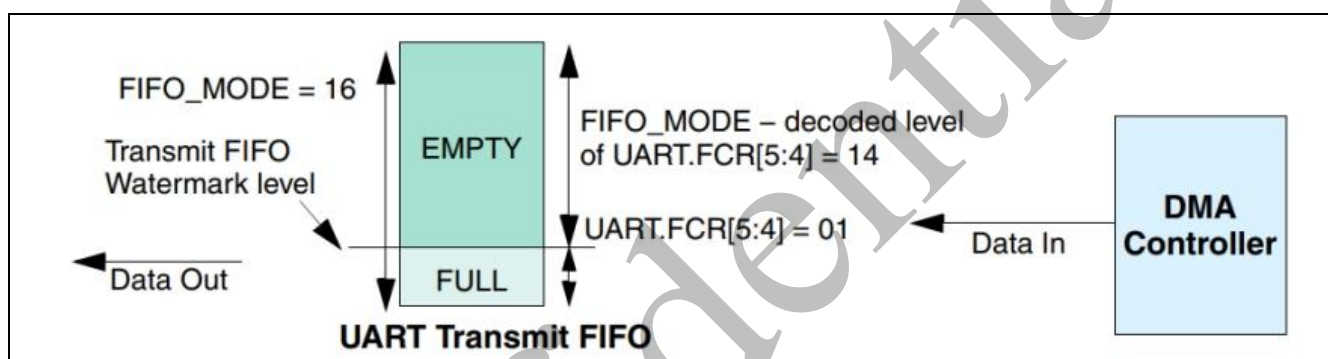 FIFO_MODE = 16
Transmit FIFO
Watermark level
EMPTY
FIFO_MODE – decoded level
of UART.FCR[5:4] = 14
UART.FCR[5:4] = 01
Data Out
FULL
UART Transmit FIFO
Data In
DMA
Controller